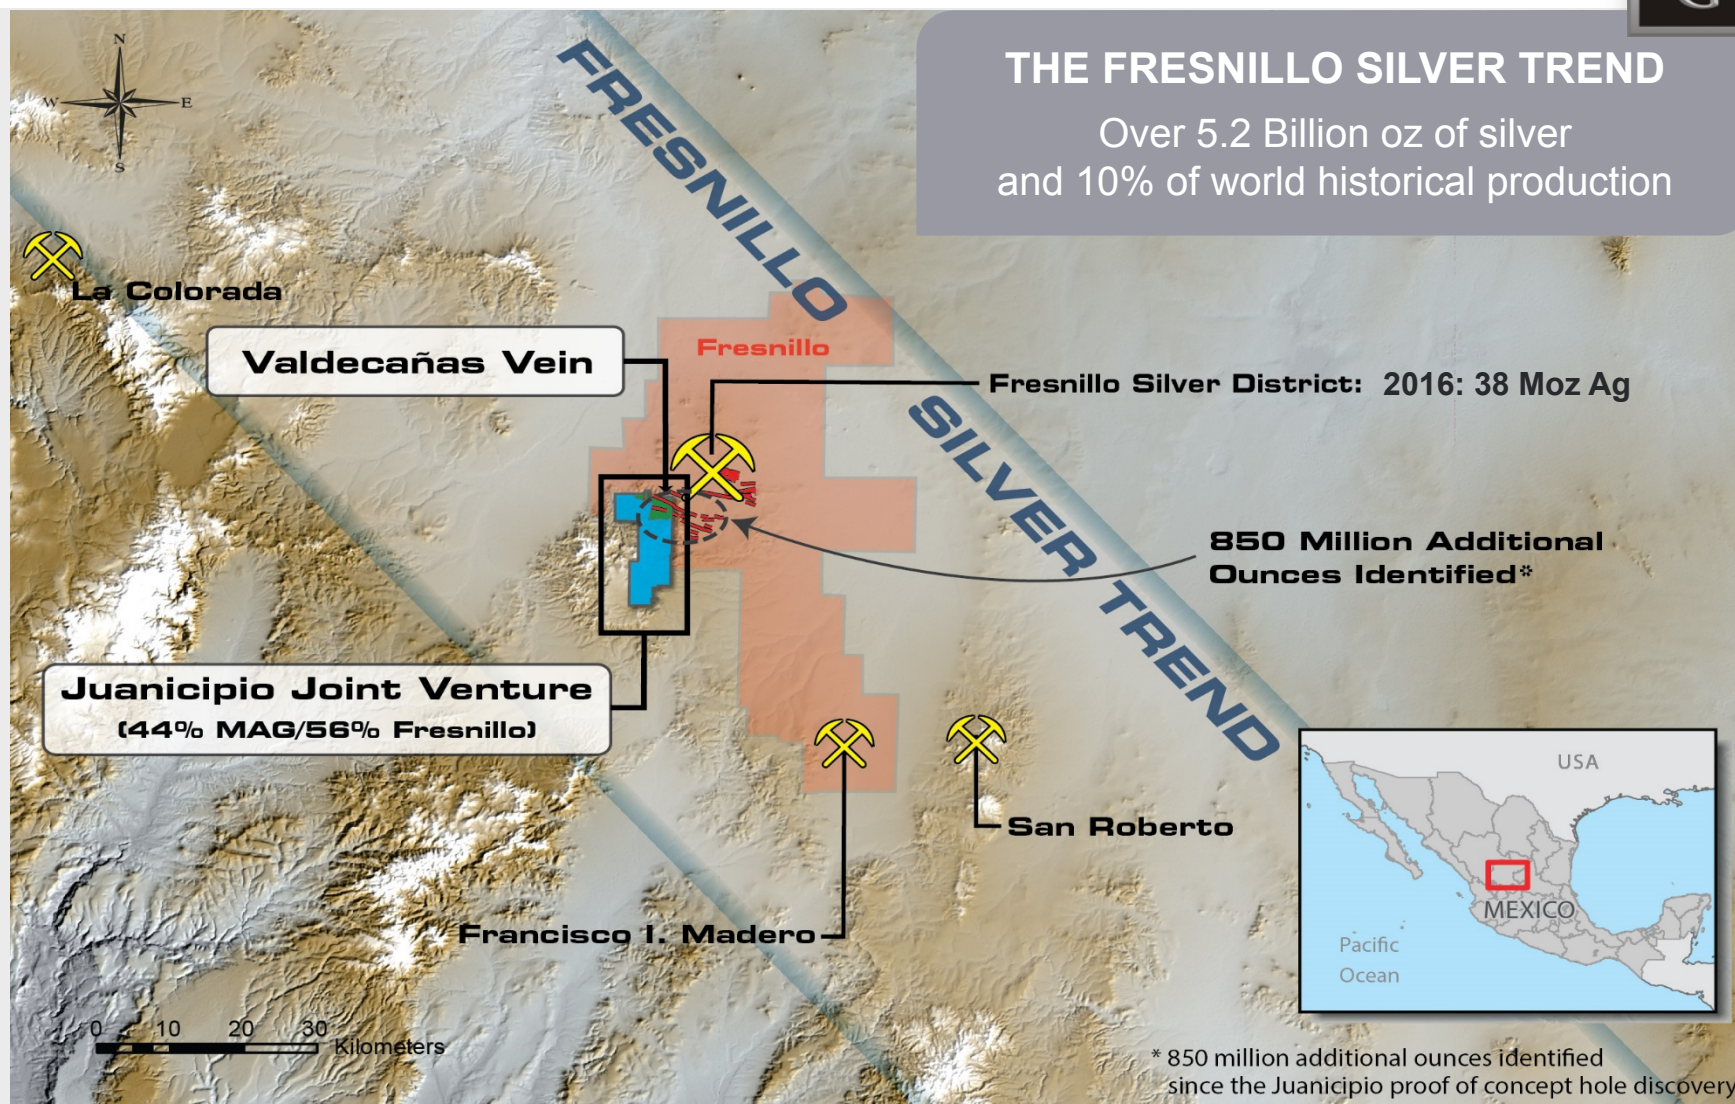 THE FRESNILLO SILVER TREND
Over 5.2 Billion oz of silver
and 10% of world historical production
N
W
E
S
FRESNILLO
SILVER TREND
La Colorada
Valdecañas Vein
Fresnillo
Fresnillo Silver District: 2016: 38 Moz Ag
850 Million Additional
Ounces Identified*
Juanicipio Joint Venture
(44% MAG/56% Fresnillo)
San Roberto
Francisco I. Madero
USA
MEXICO
Pacific
Ocean
0 10 20 30
Kilometers
* 850 million additional ounces identified
since the Juanicipio proof of concept hole discovery